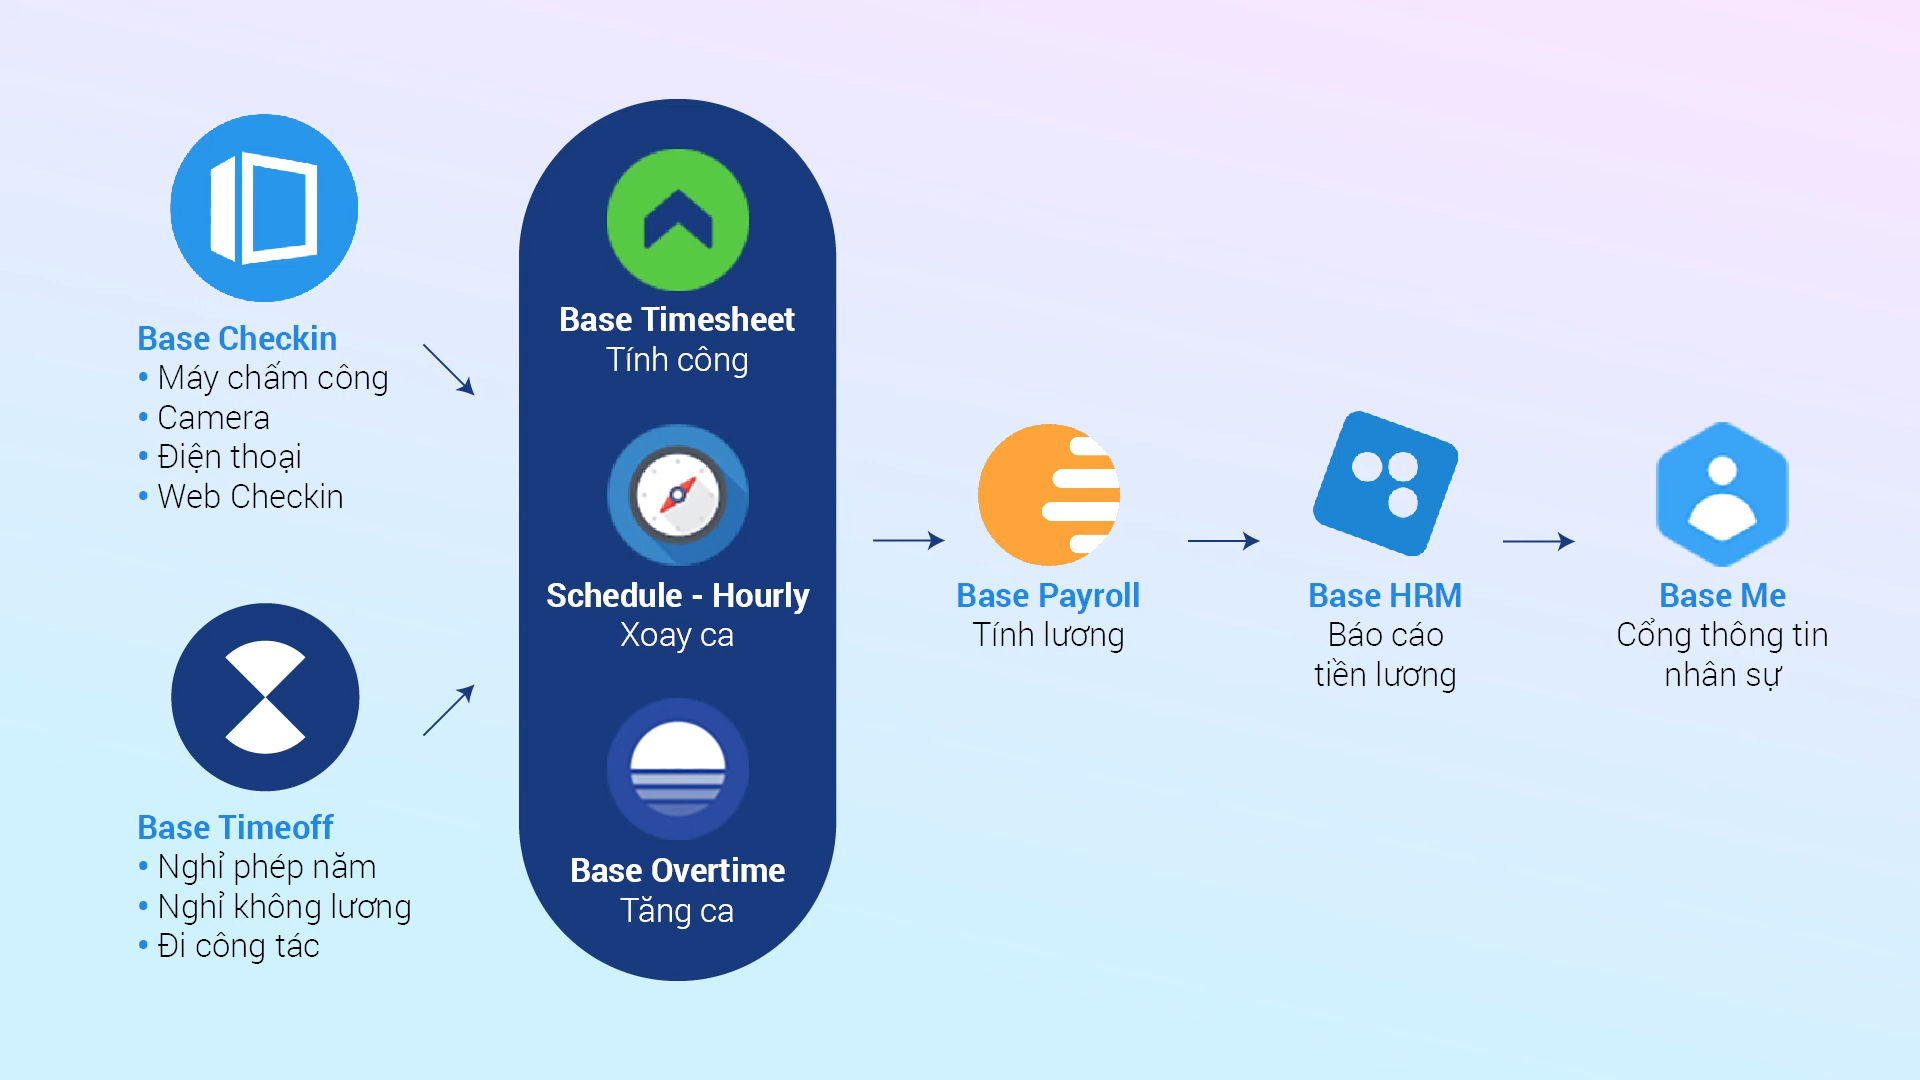 Base Checkin
• Máy chấm công
• Camera
• Điện thoại
• Web Checkin
Base Timeoff
• Nghỉ phép năm
• Nghỉ không lương
• Đi công tác
Base Timesheet
Tính công
Schedule - Hourly
Xoay ca
Base Overtime
Tăng ca
Base Payroll
Tính lương
Base HRM
Báo cáo
tiền lương
Base Me
Cổng thông tin
nhân sự